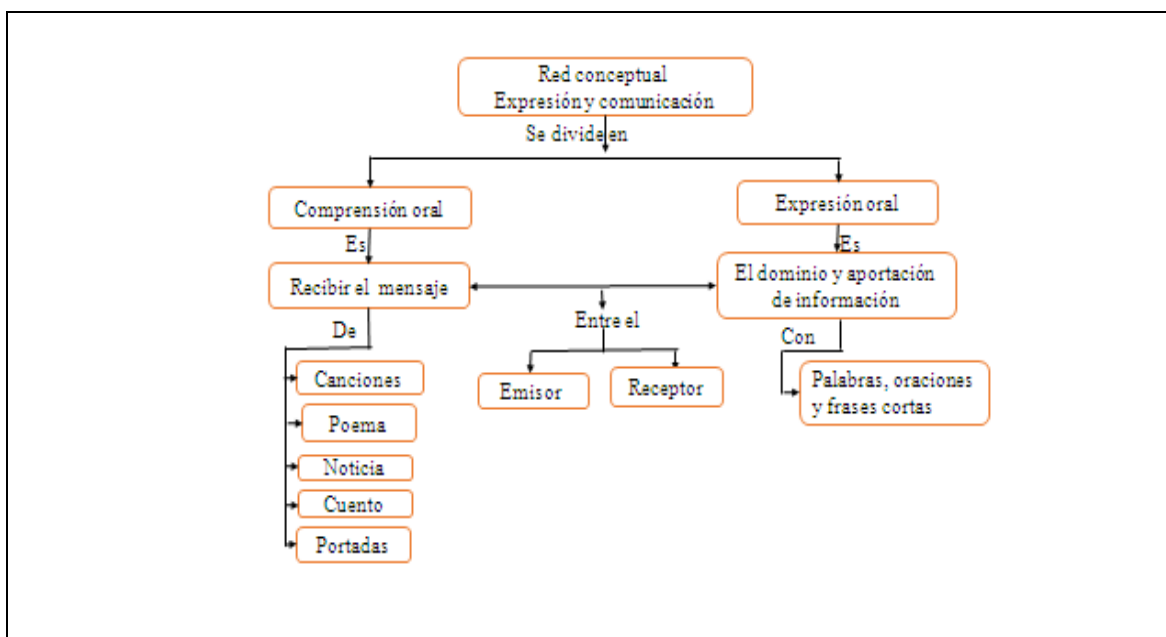 Red conceptual
Expresión y comunicación
Se divide en
Comprensión oral
Expresión oral
Es
Es
Recibir el mensaje
El dominio y aportación
de información
De
Entre el
Con
Canciones
Emisor
Receptor
Palabras, oraciones
y frases cortas
Poema
Noticia
Cuento
Portadas